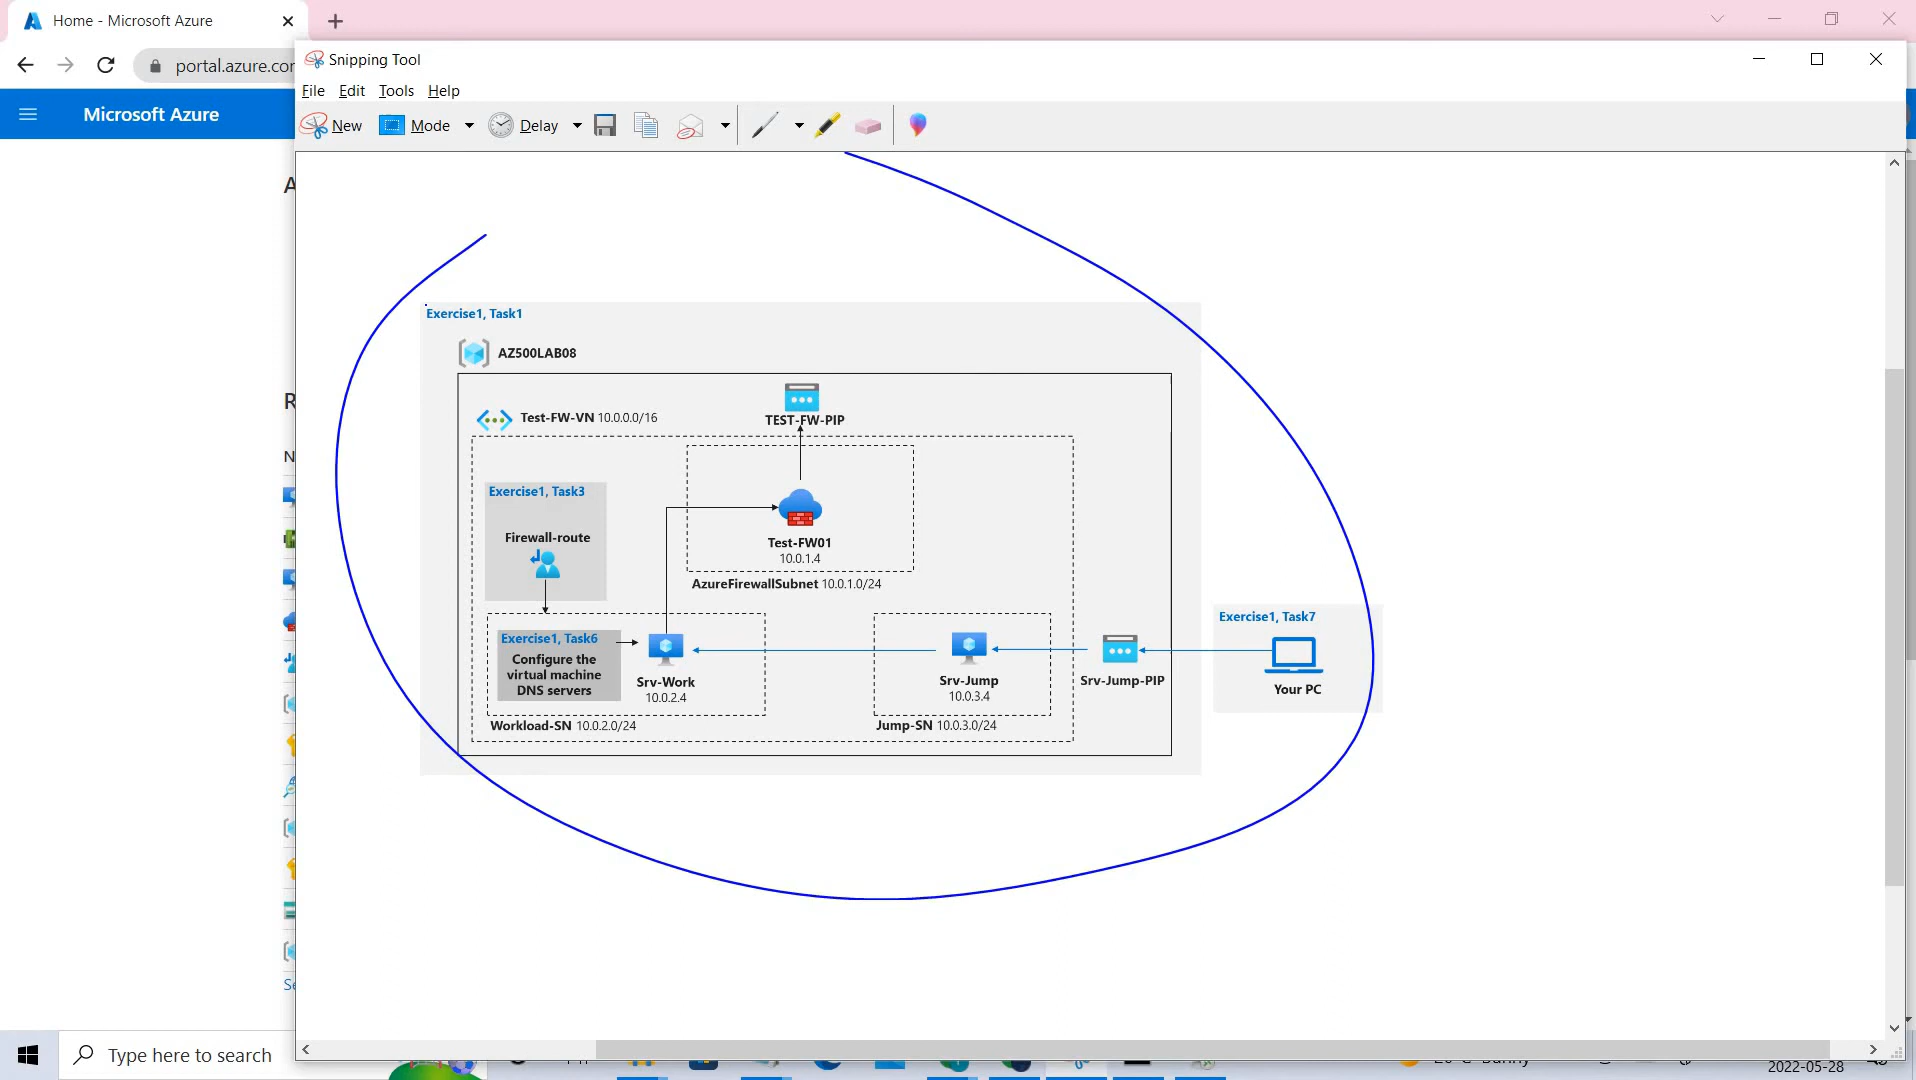 Home - Microsoft Azure
portal.azure.com
Snipping Tool
File Edit Tools Help
New Mode Delay
Microsoft Azure
Exercise1, Task1
AZ500LAB08
Test-FW-VN 10.0.0.0/16
TEST-FW-PIP
Exercise1, Task3
Firewall-route
Test-FW01
10.0.1.4
AzureFirewallSubnet 10.0.1.0/24
Exercise1, Task6
Configure the
virtual machine
DNS servers
Srv-Work
10.0.2.4
Workload-SN 10.0.2.0/24
Srv-Jump
10.0.3.4
Jump-SN 10.0.3.0/24
Srv-Jump-PIP
Exercise1, Task7
Your PC
Type here to search
2022-05-28